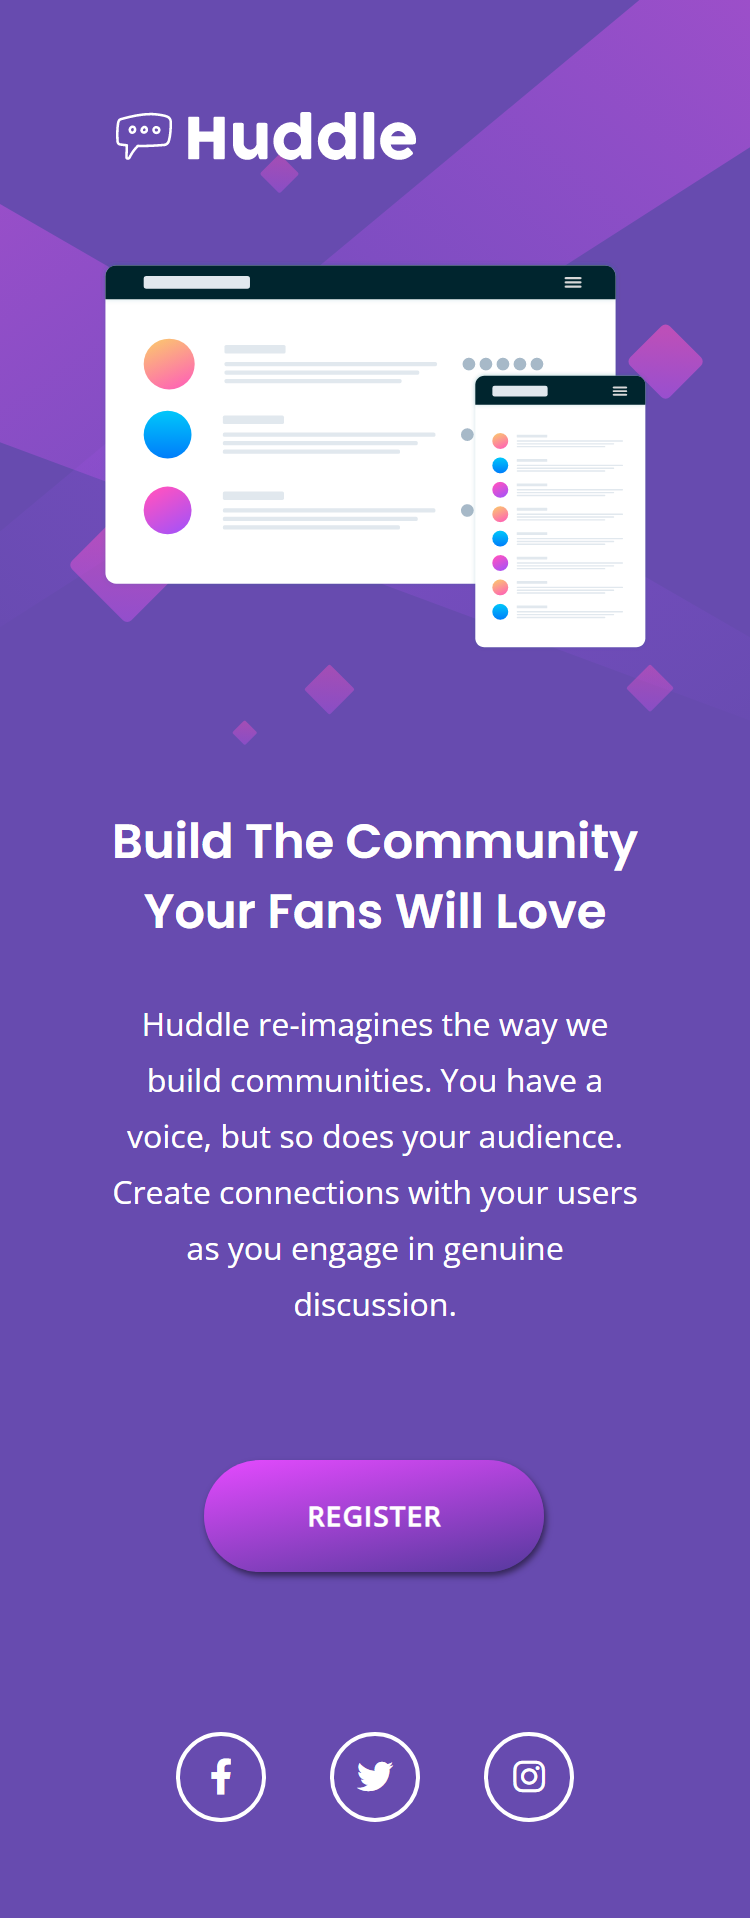 Huddle
Build The Community
Your Fans Will Love
Huddle re-imagines the way we
build communities. You have a
voice, but so does your audience.
Create connections with your users
as you engage in genuine
discussion.
REGISTER